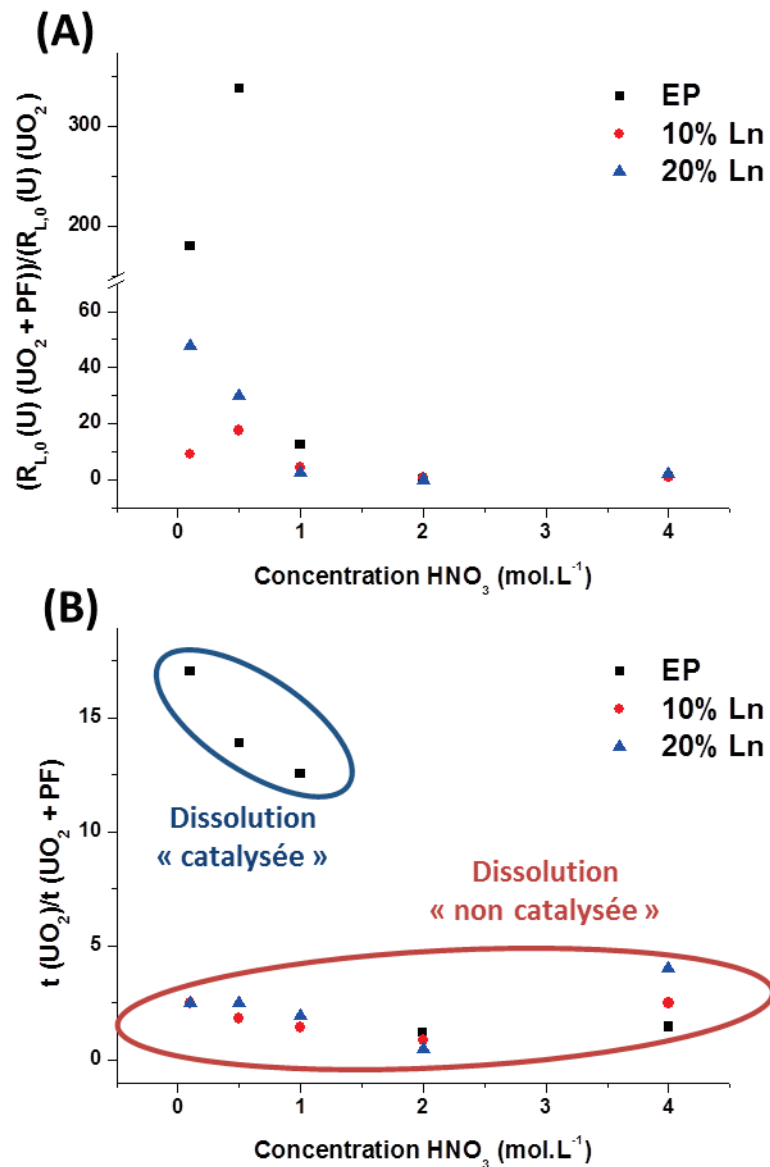 (A)
(R_L,0 (U) (UO₂ + PF))/(R_L,0 (U) (UO₂)
300
200
60
40
20
0
EP
10% Ln
20% Ln
0 1 2 3 4
Concentration HNO₃ (mol.L⁻¹)
(B)
t (UO₂)/t (UO₂ + PF)
15
10
5
0
EP
10% Ln
20% Ln
Dissolution
« catalysée »
Dissolution
« non catalysée »
0 1 2 3 4
Concentration HNO₃ (mol.L⁻¹)